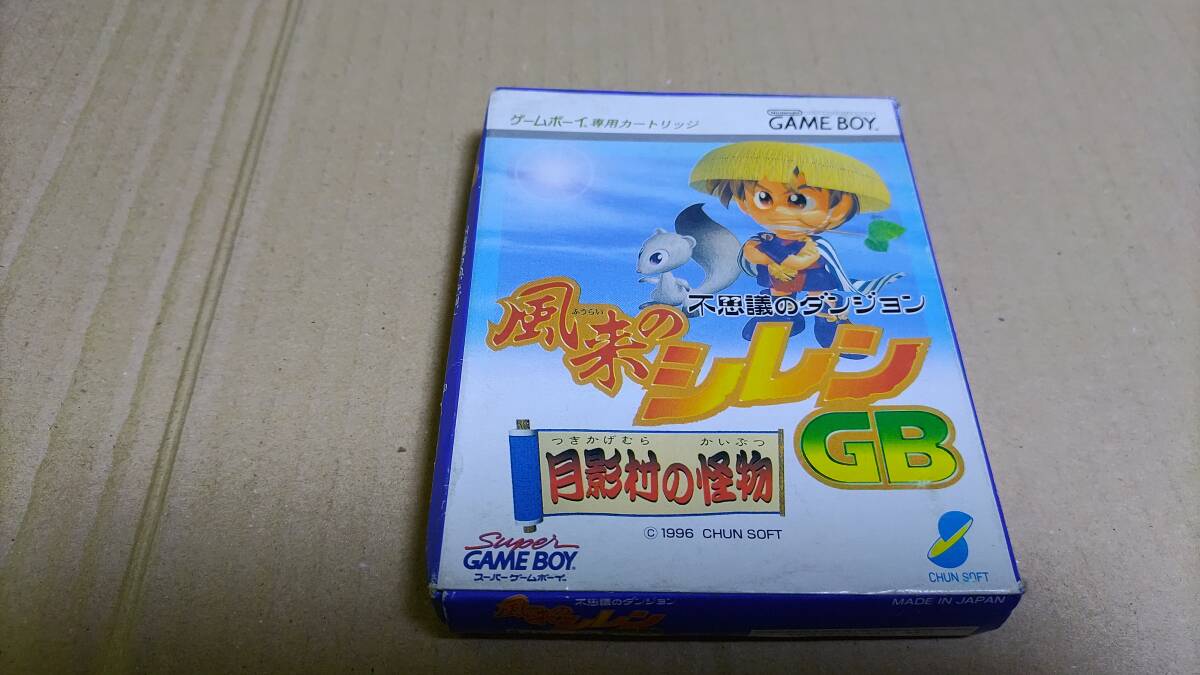 ゲームボーイ専用カートリッジ
Nintendo
GAME BOY™
不思議のダンジョン
ふうらい
風来のシレン
GB
つきかげむら かいぶつ
月影村の怪物
© 1996 CHUN SOFT
Super
GAME BOY
スーパーゲームボーイ
CHUN SOFT
不思議のダンジョン
風来のシレン
MADE IN JAPAN